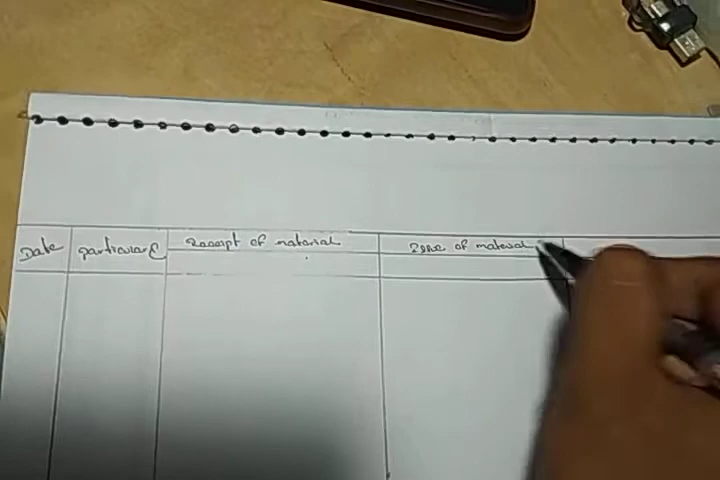 Date particulars Receipt of material Issue of material